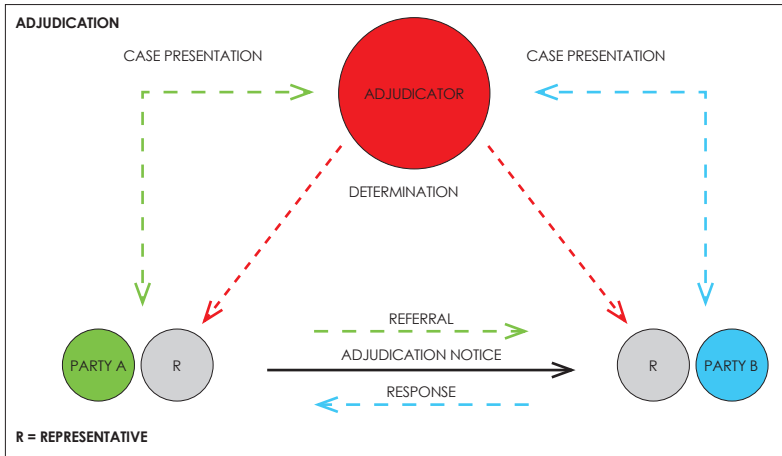 ADJUDICATION
CASE PRESENTATION
CASE PRESENTATION
ADJUDICATOR
DETERMINATION
REFERRAL
PARTY A
R
ADJUDICATION NOTICE
R
PARTY B
RESPONSE
R = REPRESENTATIVE